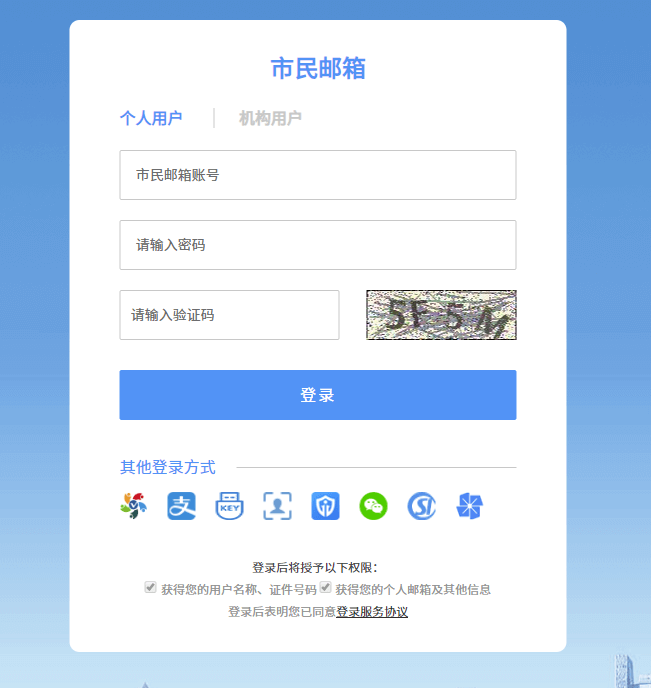 市民邮箱
个人用户 机构用户
市民邮箱账号
请输入密码
请输入验证码
登录
其他登录方式
支 KEY
登录后将授予以下权限：
获得您的用户名称、证件号码 获得您的个人邮箱及其他信息
登录后表明您已同意登录服务协议